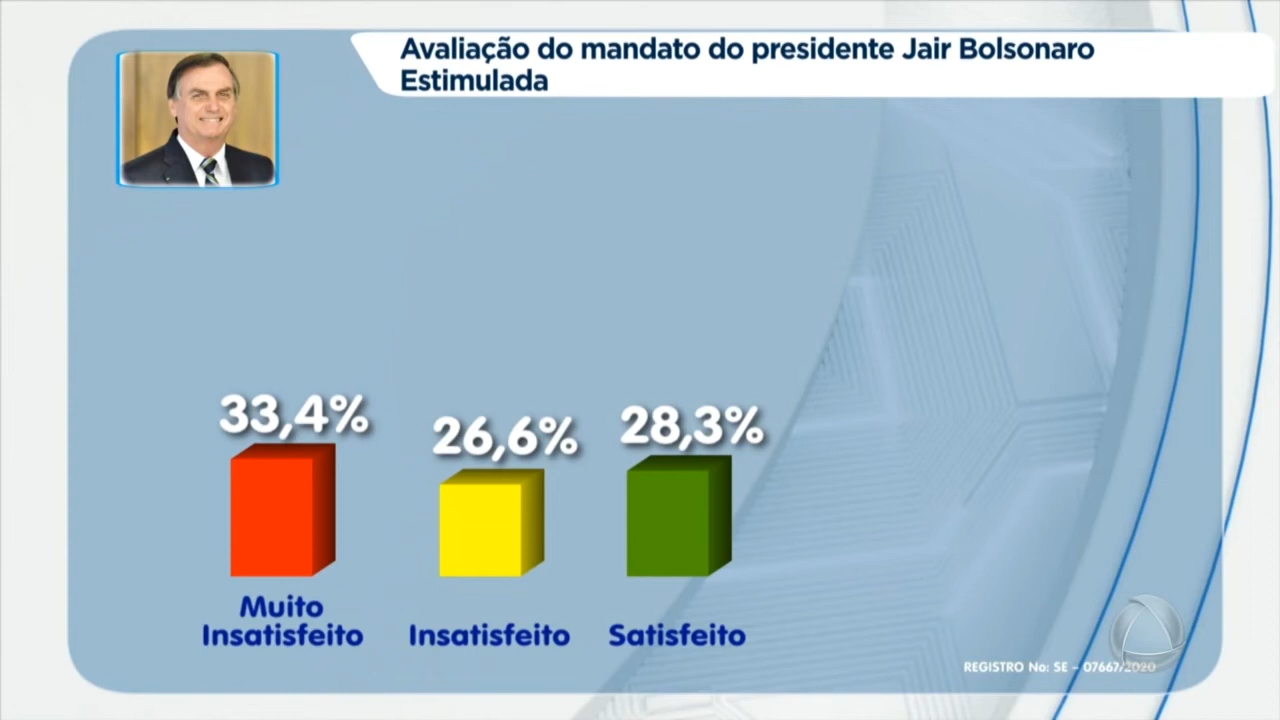 Avaliação do mandato do presidente Jair Bolsonaro
Estimulada
33,4%
26,6%
28,3%
Muito
Insatisfeito
Insatisfeito
Satisfeito
REGISTRO No: SE – 07667/2020